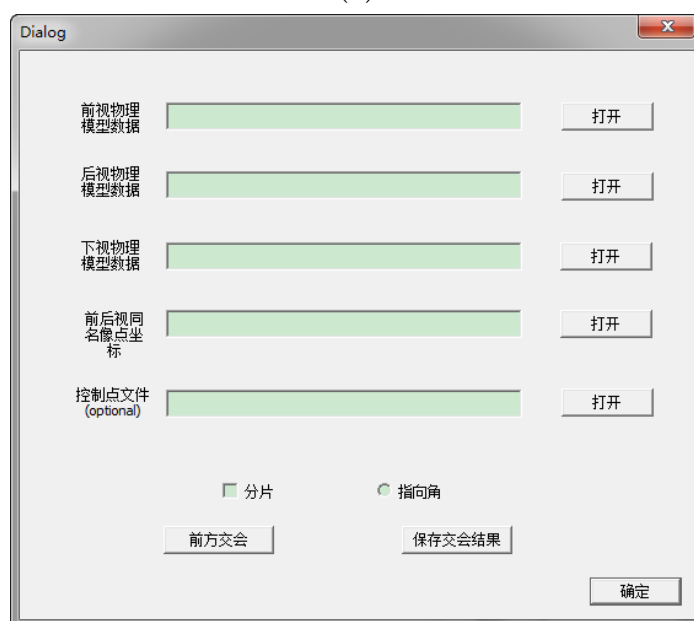 Dialog
前视物理
模型数据
打开
后视物理
模型数据
打开
下视物理
模型数据
打开
前后视同
名像点坐
标
打开
控制点文件
(optional)
打开
分片
指向角
前方交会
保存交会结果
确定